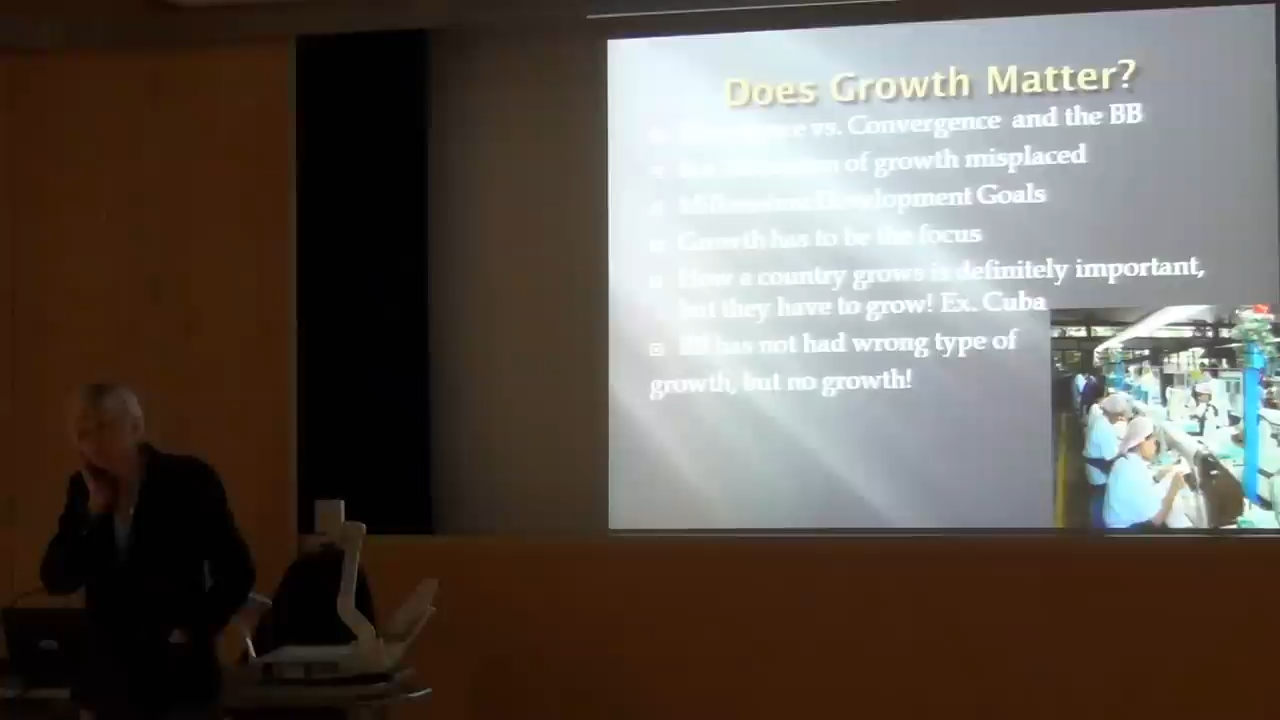 Does Growth Matter?
vs. Convergence and the BB
of growth misplaced
Millennium Development Goals
Growth has to be the focus
How a country grows is definitely important,
but they have to grow! Ex. Cuba
BB has not had wrong type of
growth, but no growth!